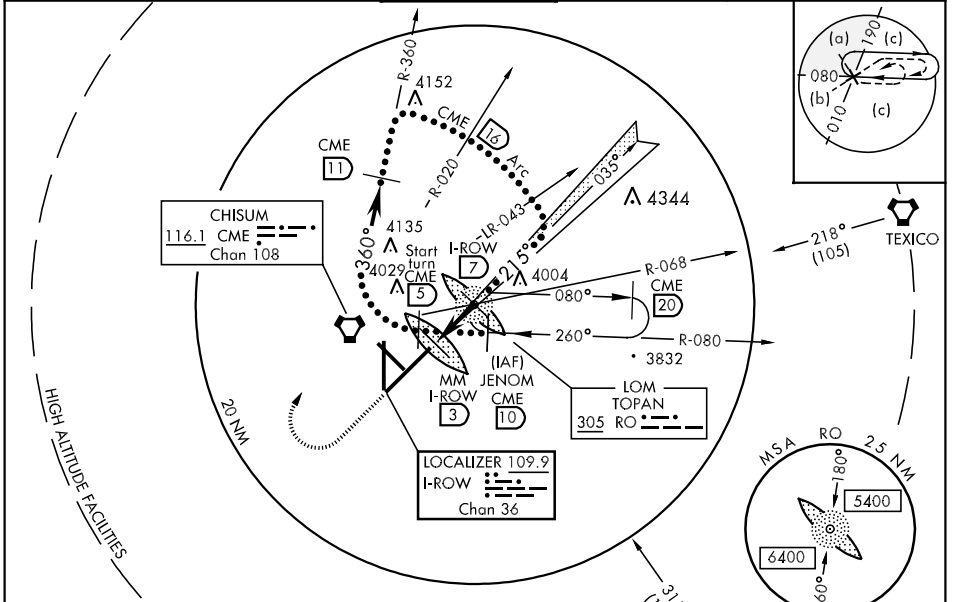 R-360
4152
CME
16
Arc
R-020
CME
11
035°
4344
LR-043
CHISUM
116.1 CME
Chan 108
360°
4135
4029
Start
turn
CME
5
I-ROW
7
215°
4004
080°
R-068
CME
20
260°
R-080
3832
218°
(105)
TEXICO
(a)
190
(c)
080
(b)
010
(c)
MM
I-ROW
3
(IAF)
JENOM
CME
10
LOM
TOPAN
305 RO
LOCALIZER 109.9
I-ROW
Chan 36
20 NM
HIGH ALTITUDE FACILITIES
MSA RO 25 NM
180°
5400
6400